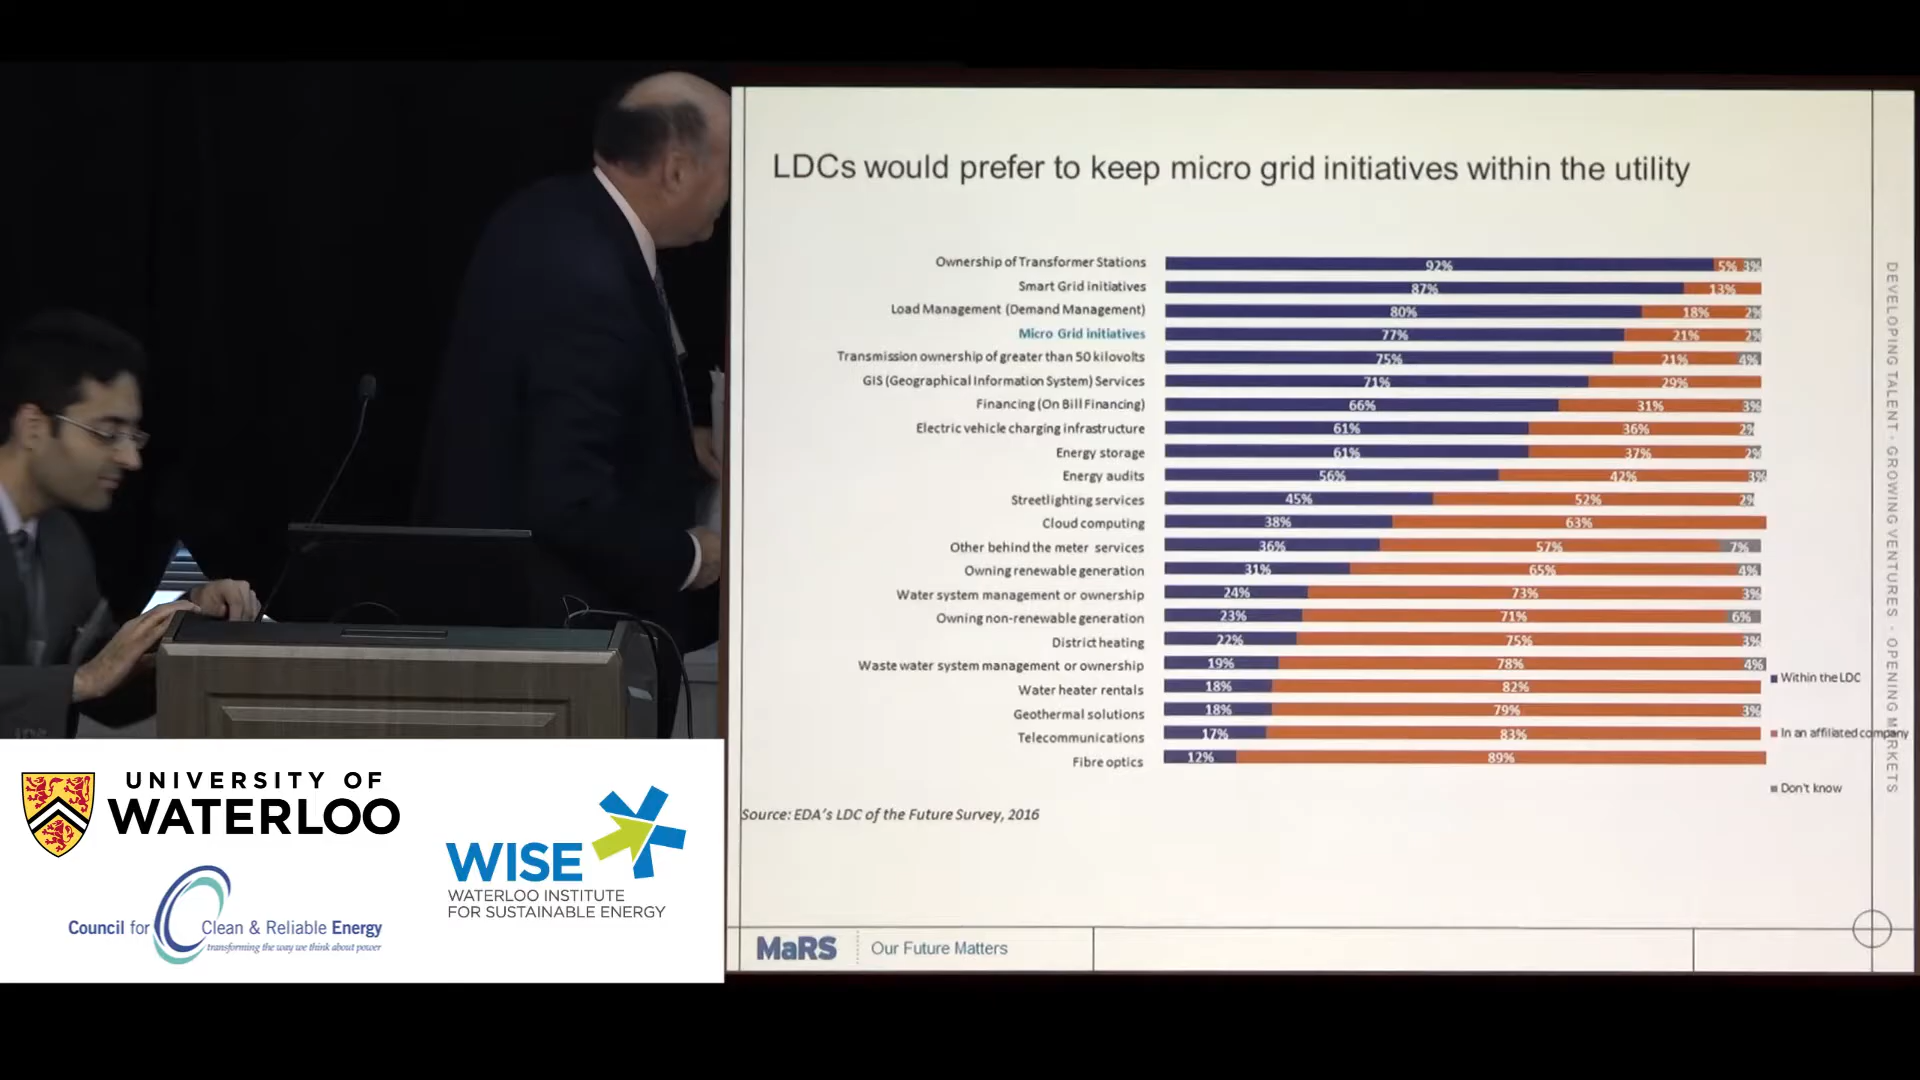 LDCs would prefer to keep micro grid initiatives within the utility
Ownership of Transformer Stations 92% 5% 3%
Smart Grid initiatives 87% 13%
Load Management (Demand Management) 80% 18% 2%
Micro Grid initiatives 77% 21% 2%
Transmission ownership of greater than 50 kilovolts 75% 21% 4%
GIS (Geographical Information System) Services 71% 29%
Financing (On Bill Financing) 66% 31% 3%
Electric vehicle charging infrastructure 61% 36% 2%
Energy storage 61% 37% 2%
Energy audits 56% 42% 3%
Streetlighting services 45% 52% 2%
Cloud computing 38% 63%
Other behind the meter services 36% 57% 7%
Owning renewable generation 31% 65% 4%
Water system management or ownership 24% 73% 3%
Owning non-renewable generation 23% 71% 6%
District heating 22% 75% 3%
Waste water system management or ownership 19% 78% 4%
Water heater rentals 18% 82%
Geothermal solutions 18% 79% 3%
Telecommunications 17% 83%
Fibre optics 12% 89%
Within the LDC
In an affiliated company
Don't know
Source: EDA's LDC of the Future Survey, 2016
MaRS Our Future Matters
DEVELOPING TALENT · GROWING VENTURES · OPENING MARKETS
UNIVERSITY OF
WATERLOO
WISE
WATERLOO INSTITUTE
FOR SUSTAINABLE ENERGY
Council for Clean & Reliable Energy
transforming the way we think about power